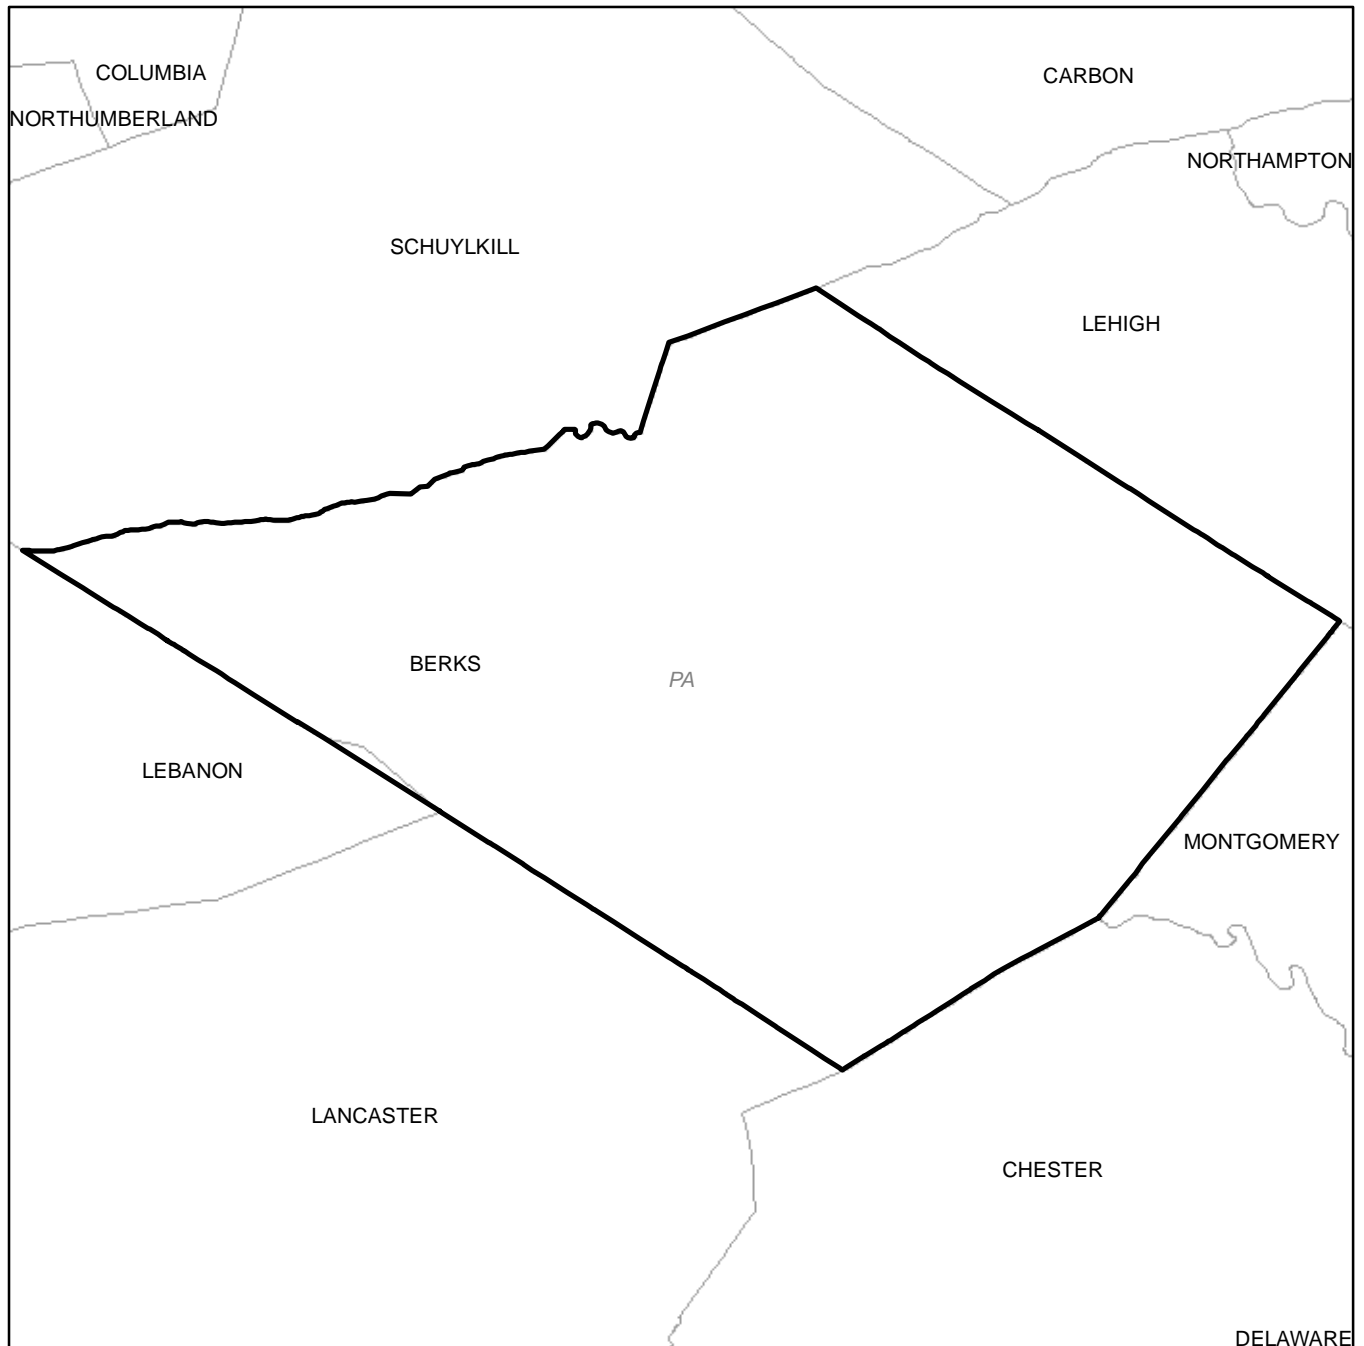 COLUMBIA
CARBON
NORTHUMBERLAND
NORTHAMPTON
SCHUYLKILL
LEHIGH
BERKS
PA
LEBANON
MONTGOMERY
LANCASTER
CHESTER
DELAWARE